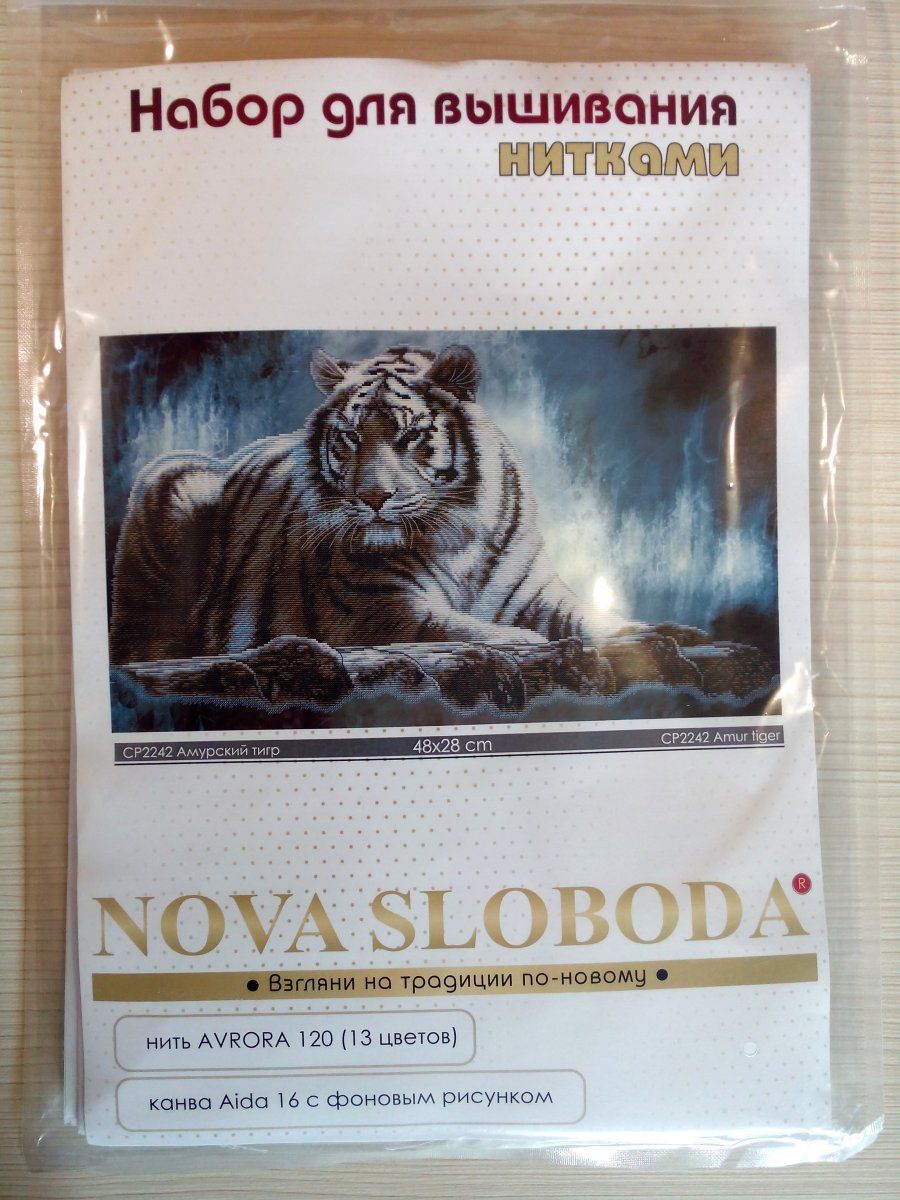 Набор для вышивания
нитками
СР2242 Амурский тигр 48x28 cm CP2242 Amur tiger
NOVA SLOBODA ®
• Взгляни на традиции по-новому •
нить AVRORA 120 (13 цветов)
канва Aida 16 с фоновым рисунком